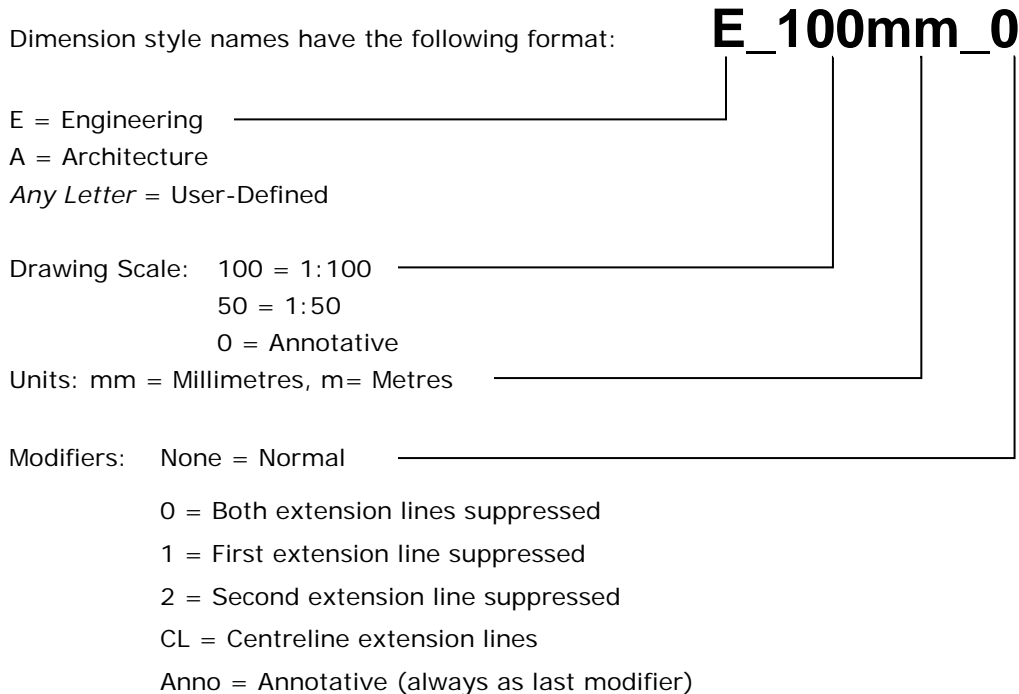 Dimension style names have the following format: E_100mm_0
E = Engineering
A = Architecture
Any Letter = User-Defined
Drawing Scale: 100 = 1:100
50 = 1:50
0 = Annotative
Units: mm = Millimetres, m= Metres
Modifiers: None = Normal
0 = Both extension lines suppressed
1 = First extension line suppressed
2 = Second extension line suppressed
CL = Centreline extension lines
Anno = Annotative (always as last modifier)